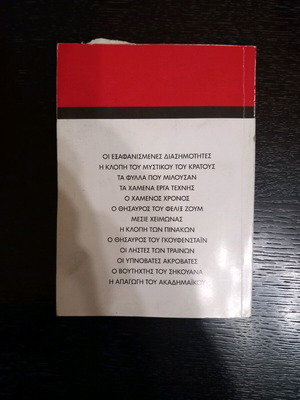 ΟΙ ΕΞΑΦΑΝΙΣΜΕΝΕΣ ΔΙΑΣΗΜΟΤΗΤΕΣ
Η ΚΛΟΠΗ ΤΟΥ ΜΥΣΤΙΚΟΥ ΤΟΥ ΚΡΑΤΟΥΣ
ΤΑ ΦΥΛΛΑ ΠΟΥ ΜΙΛΟΥΣΑΝ
ΤΑ ΧΑΜΕΝΑ ΕΡΓΑ ΤΕΧΝΗΣ
Ο ΧΑΜΕΝΟΣ ΧΡΟΝΟΣ
Ο ΘΗΣΑΥΡΟΣ ΤΟΥ ΦΕΛΙΞ ΖΟΥΜ
ΜΕΣΙΕ ΧΕΙΜΩΝΑΣ
Η ΚΛΟΠΗ ΤΩΝ ΠΙΝΑΚΩΝ
Ο ΘΗΣΑΥΡΟΣ ΤΟΥ ΓΚΟΥΦΕΝΣΤΑΪΝ
ΟΙ ΛΗΣΤΕΣ ΤΩΝ ΤΡΑΙΝΩΝ
ΟΙ ΥΠΝΟΒΑΤΕΣ ΑΚΡΟΒΑΤΕΣ
Ο ΒΟΥΤΗΧΤΗΣ ΤΟΥ ΣΗΚΟΥΑΝΑ
Η ΑΠΑΓΩΓΗ ΤΟΥ ΑΚΑΔΗΜΑΪΚΟΥ